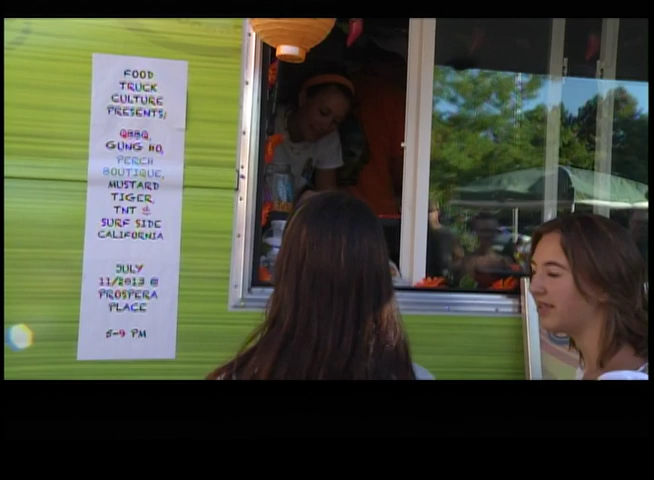 FOOD
TRUCK
CULTURE
PRESENTS:
QBBQ,
GUNG HO,
PERCH
BOUTIQUE,
MUSTARD
TIGER,
TNT &
SURF SIDE
CALIFORNIA
JULY
11/2013 @
PROSPERA
PLACE
5-9 PM